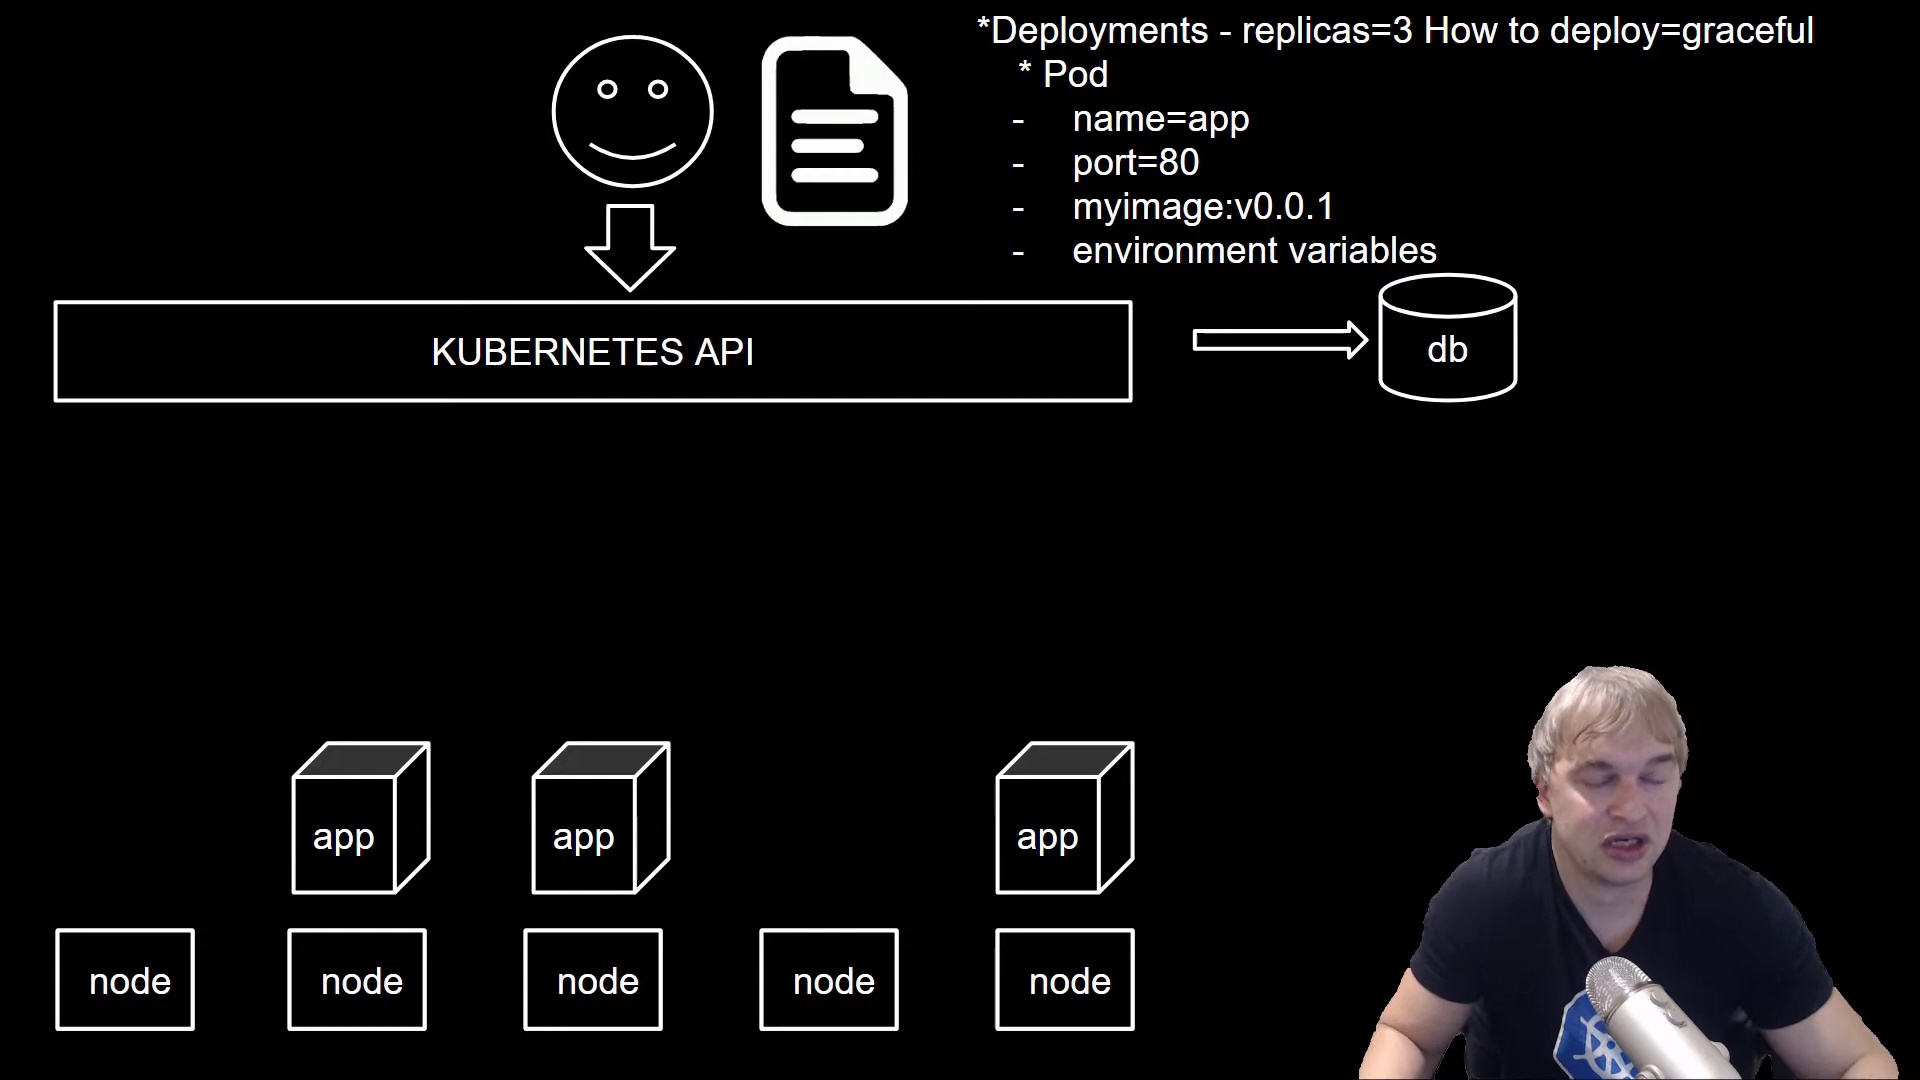 *Deployments - replicas=3 How to deploy=graceful
* Pod
- name=app
- port=80
- myimage:v0.0.1
- environment variables
KUBERNETES API
db
app
app
app
node
node
node
node
node